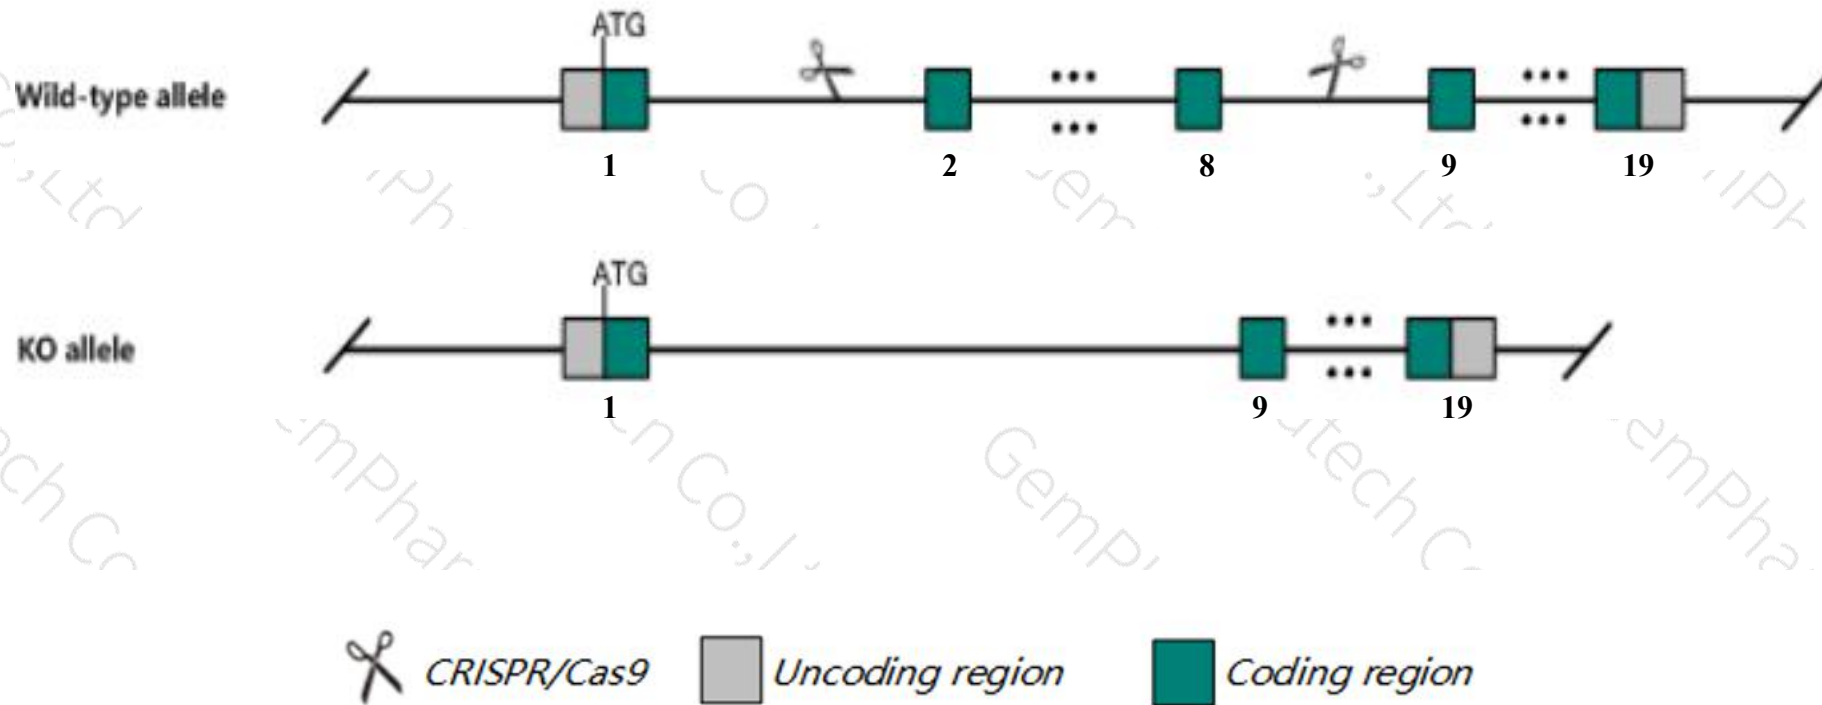 ATG
Wild-type allele
1 2 8 9 19
ATG
KO allele
1 9 19
CRISPR/Cas9 Uncoding region Coding region
GemPh